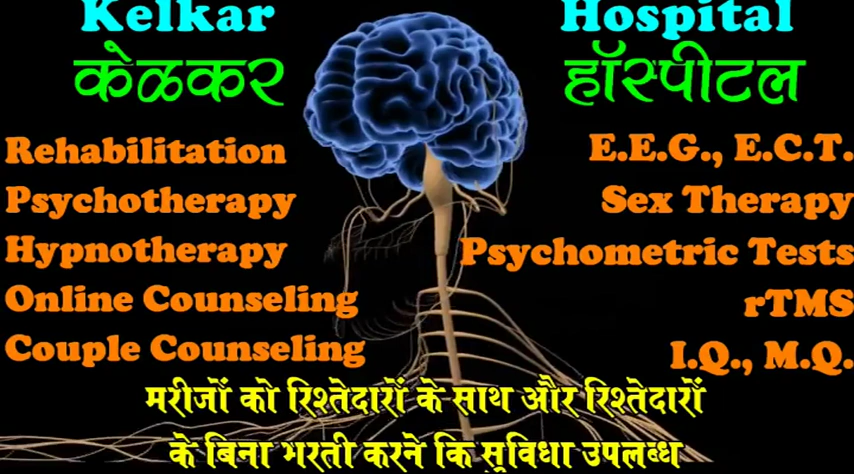 Kelkar Hospital
केळकर हॉस्पीटल
Rehabilitation
Psychotherapy
Hypnotherapy
Online Counseling
Couple Counseling
E.E.G., E.C.T.
Sex Therapy
Psychometric Tests
rTMS
I.Q., M.Q.
मरीजों को रिश्तेदारों के साथ और रिश्तेदारों
के बिना भरती करने कि सुविधा उपलब्ध